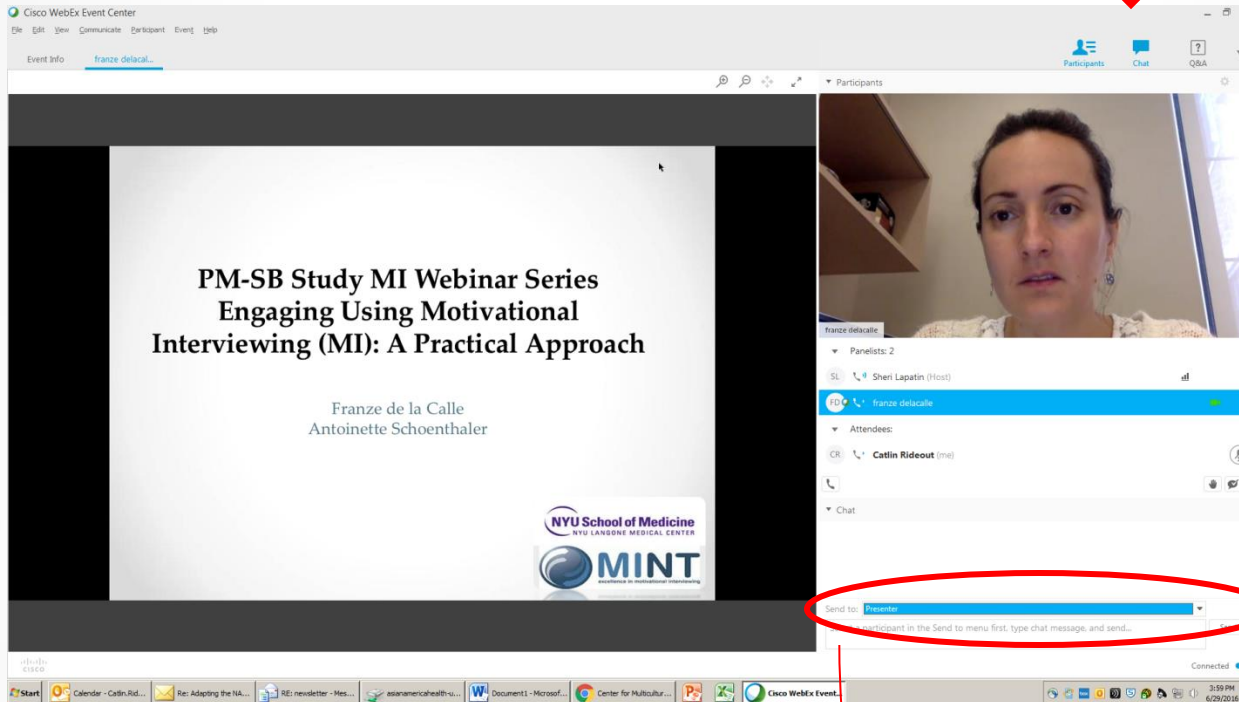 Cisco WebEx Event Center
File Edit View Communicate Participant Event Help
Event Info franze delacal...
Participants Chat Q&A
Participants
PM-SB Study MI Webinar Series
Engaging Using Motivational
Interviewing (MI): A Practical Approach
Franze de la Calle
Antoinette Schoenthaler
NYU School of Medicine
NYU LANGONE MEDICAL CENTER
MINT
excellence in motivational interviewing
franze delacalle
Panelists: 2
SL Sheri Lapatin (Host)
FD franze delacalle
Attendees:
CR Catlin Rideout (me)
Chat
Send to: Presenter
a participant in the Send to menu first, type chat message, and send...
Connected
cisco
Start Calendar - Catlin.Rid... Re: Adapting the NA... RE: newsletter - Mes... asianamericahealth-u... Document1 - Microsof... Center for Multicultur... Cisco WebEx Event...
3:59 PM
6/29/2016